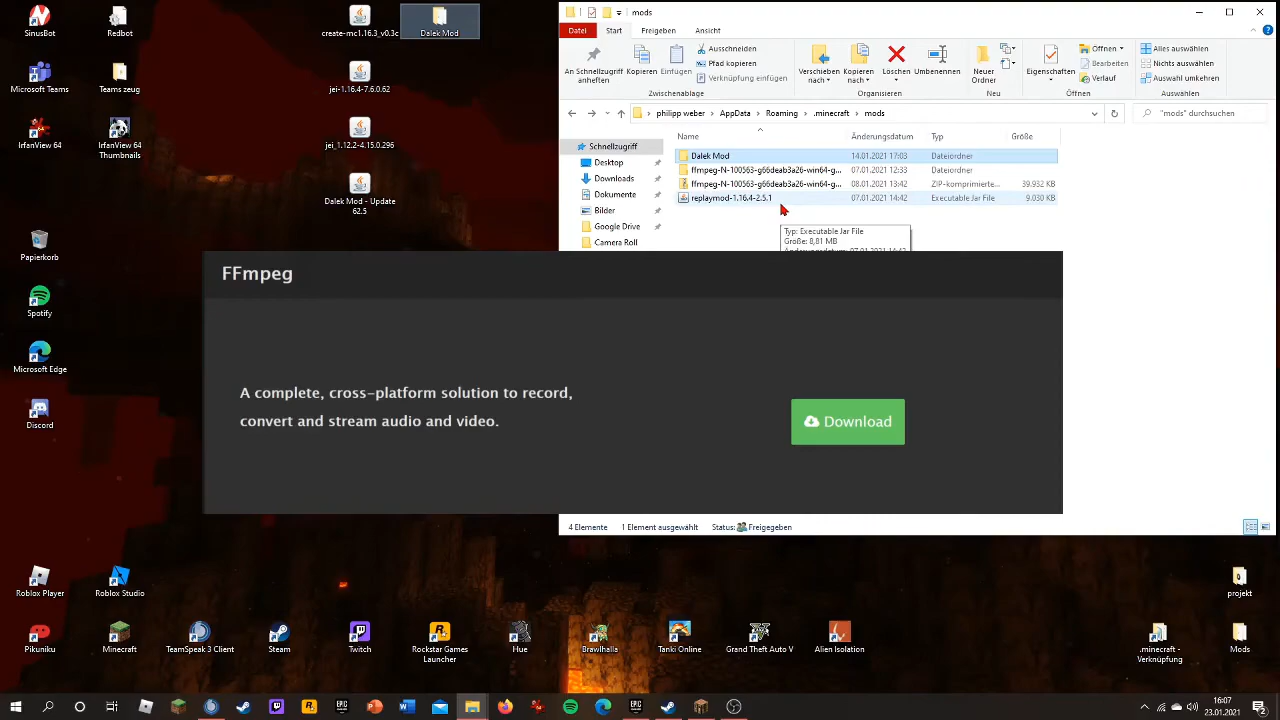 SinusBot
Redbot
create-mc1.16.3_v0.3c
Dalek Mod
Microsoft Teams
Teams zeug
jei-1.16.4-7.6.0.62
IrfanView 64
IrfanView 64
Thumbnails
jei_1.12.2-4.15.0.296
Dalek Mod - Update
62.5
Papierkorb
Spotify
Microsoft Edge
Discord
mods
Datei
Start
Freigeben
Ansicht
An Schnellzugriff
anheften
Kopieren
Einfügen
Ausschneiden
Pfad kopieren
Verknüpfung einfügen
Zwischenablage
Verschieben
nach
Kopieren
nach
Löschen
Umbenennen
Organisieren
Neuer
Ordner
Neu
Eigenschaften
Öffnen
Bearbeiten
Verlauf
Öffnen
Alles auswählen
Nichts auswählen
Auswahl umkehren
Auswählen
philipp weber > AppData > Roaming > .minecraft > mods
"mods" durchsuchen
Schnellzugriff
Desktop
Downloads
Dokumente
Bilder
Google Drive
Camera Roll
Name Änderungsdatum Typ Größe
Dalek Mod 14.01.2021 17:03 Dateiordner
ffmpeg-N-100563-g66deab3a26-win64-g... 07.01.2021 12:33 Dateiordner
ffmpeg-N-100563-g66deab3a26-win64-g... 08.01.2021 13:42 ZIP-komprimierte... 39.932 KB
replaymod-1.16.4-2.5.1 07.01.2021 14:42 Executable Jar File 9.030 KB
Typ: Executable Jar File
Größe: 8,81 MB
FFmpeg
A complete, cross-platform solution to record,
convert and stream audio and video.
Download
4 Elemente 1 Element ausgewählt Status: Freigegeben
Roblox Player
Roblox Studio
projekt
Pikuniku
Minecraft
TeamSpeak 3 Client
Steam
Twitch
Rockstar Games
Launcher
Hue
Brawlhalla
Tanki Online
Grand Theft Auto V
Alien Isolation
.minecraft -
Verknüpfung
Mods
16:07
23.01.2021